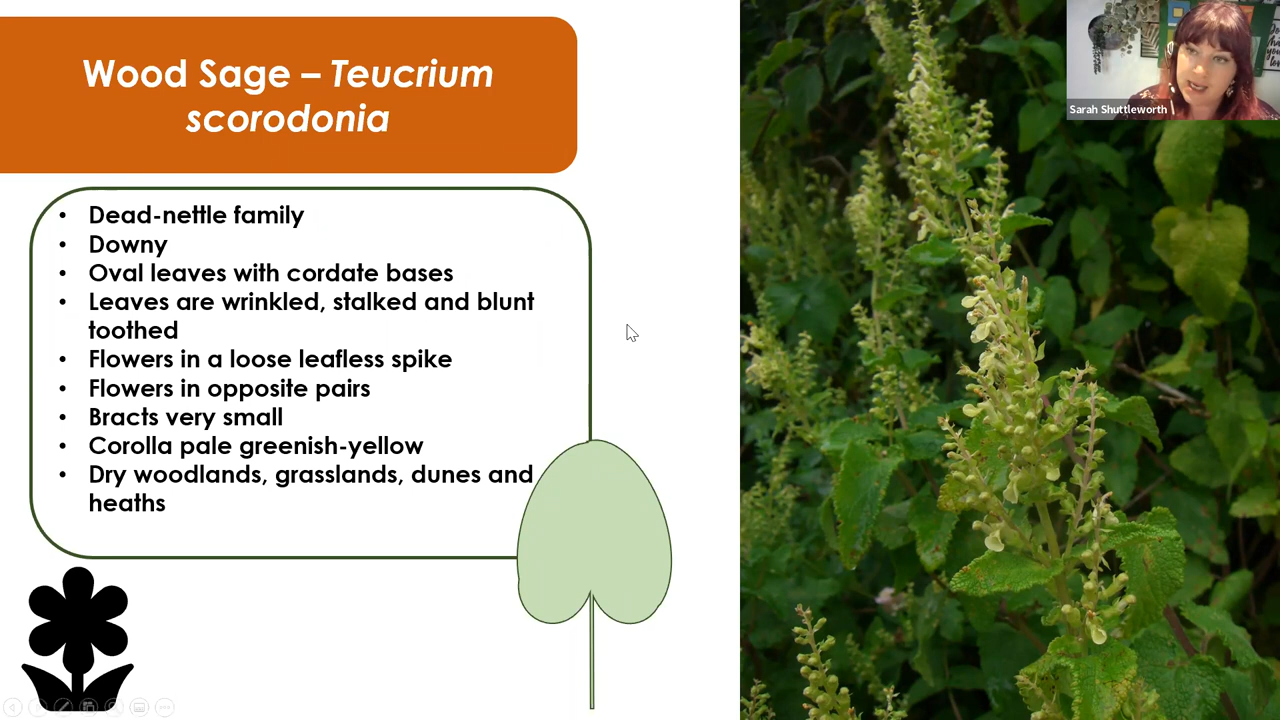 Wood Sage – Teucrium
scorodonia
Sarah Shuttleworth
• Dead-nettle family
• Downy
• Oval leaves with cordate bases
• Leaves are wrinkled, stalked and blunt
toothed
• Flowers in a loose leafless spike
• Flowers in opposite pairs
• Bracts very small
• Corolla pale greenish-yellow
• Dry woodlands, grasslands, dunes and
heaths